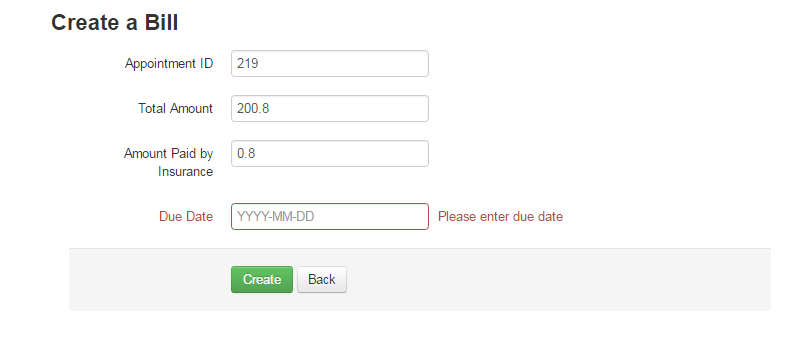 Create a Bill
Appointment ID 219
Total Amount 200.8
Amount Paid by 0.8
Insurance
Due Date YYYY-MM-DD Please enter due date
Create Back